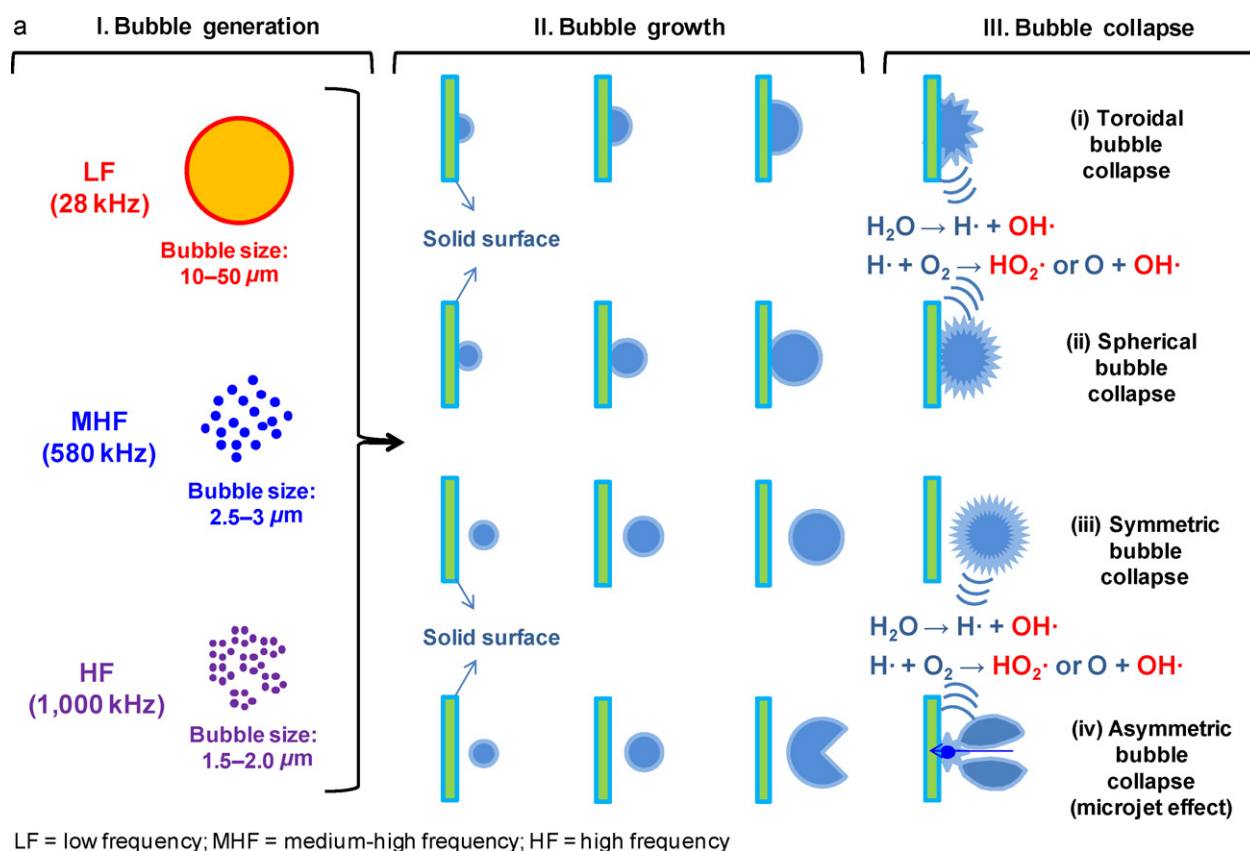 a
I. Bubble generation
II. Bubble growth
III. Bubble collapse
LF
(28 kHz)
Bubble size:
10–50 µm
MHF
(580 kHz)
Bubble size:
2.5–3 µm
HF
(1,000 kHz)
Bubble size:
1.5–2.0 µm
Solid surface
Solid surface
(i) Toroidal
bubble
collapse
H₂O → H· + OH·
H· + O₂ → HO₂· or O + OH·
(ii) Spherical
bubble
collapse
(iii) Symmetric
bubble
collapse
H₂O → H· + OH·
H· + O₂ → HO₂· or O + OH·
(iv) Asymmetric
bubble
collapse
(microjet effect)
LF = low frequency; MHF = medium-high frequency; HF = high frequency